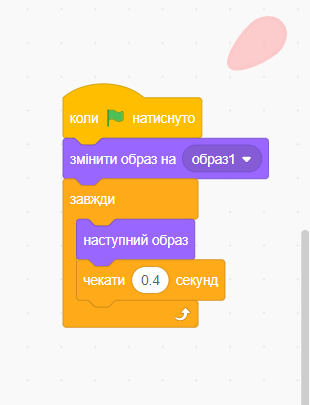 коли натиснуто
змінити образ на образ1
завжди
наступний образ
чекати 0.4 секунд